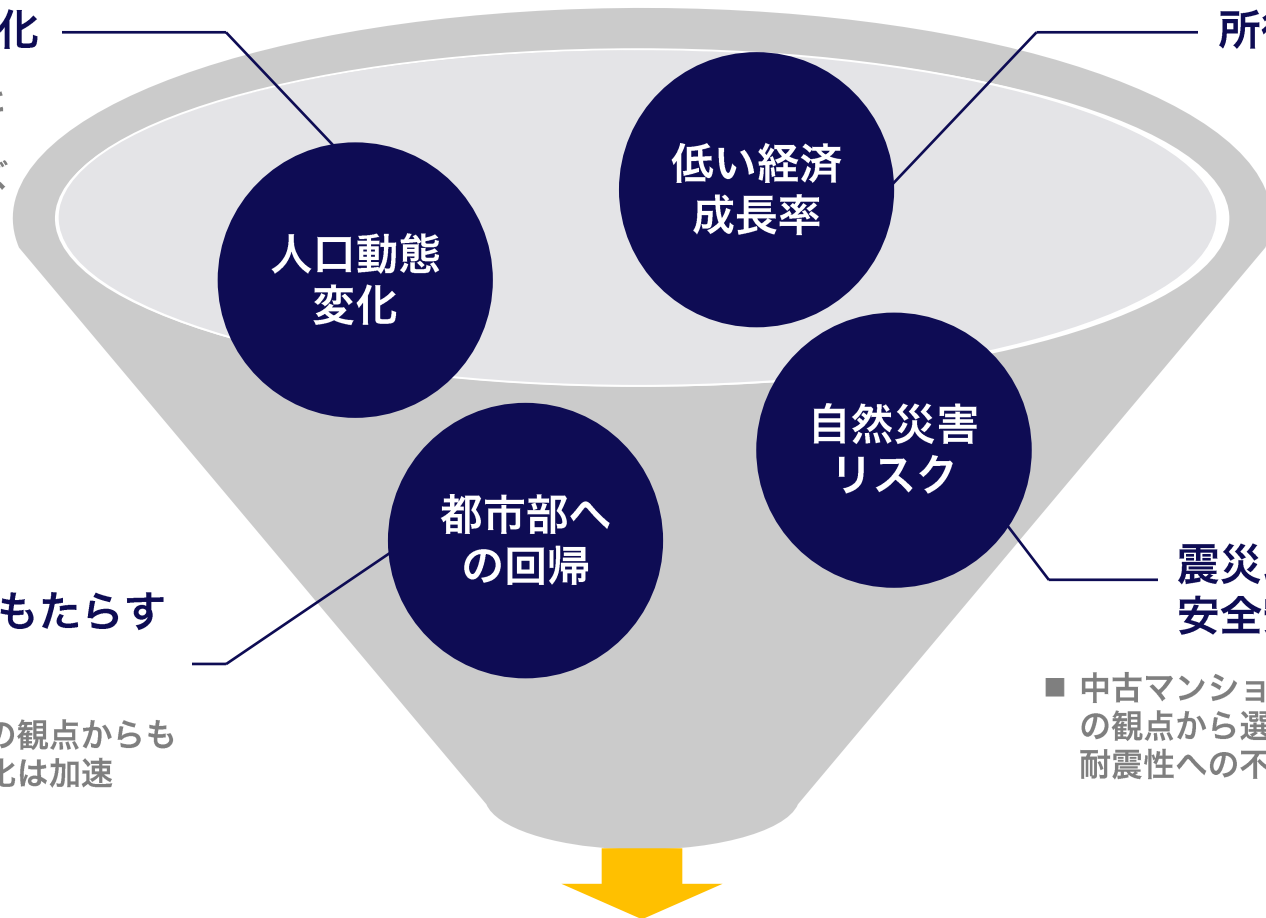 化
所
ズ
低い経済
成長率
人口動態
変化
自然災害
リスク
都市部へ
の回帰
もたらす
の観点からも
化は加速
震災、
安全
■ 中古マンショ
の観点から選
耐震性への不